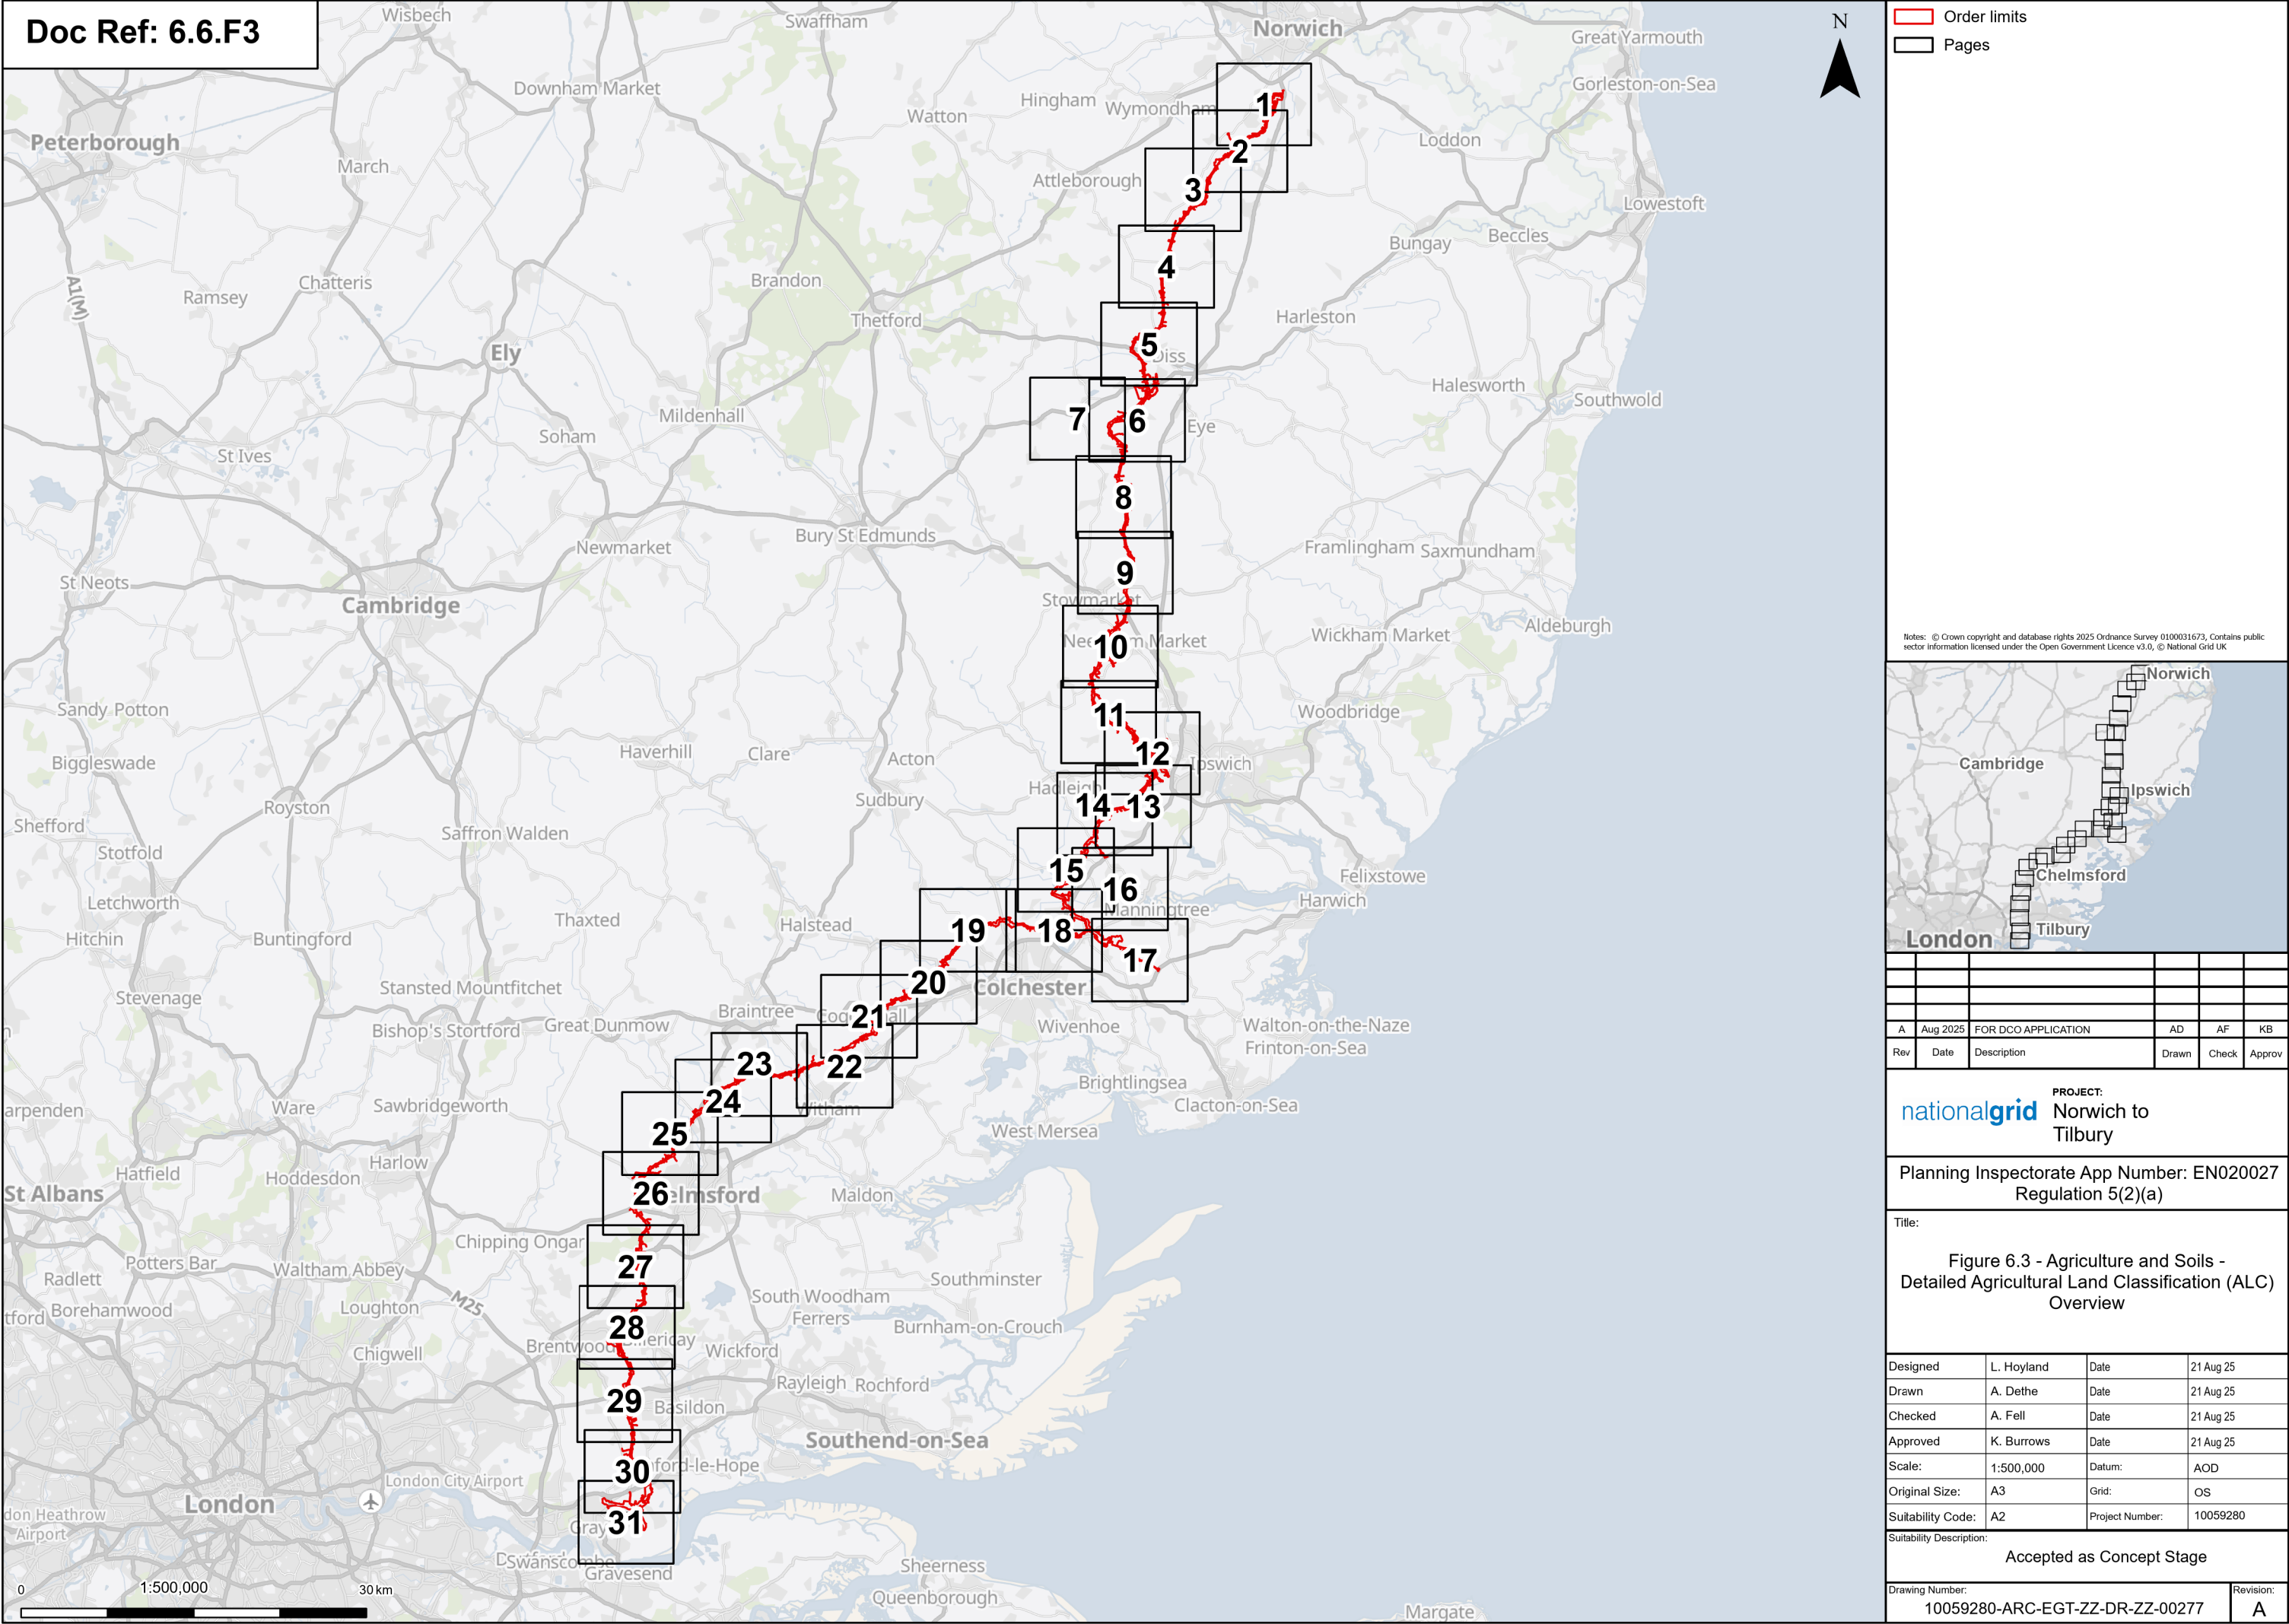 Doc Ref: 6.6.F3
Wisbech
Swaffham
Norwich
Great Yarmouth
N
Downham Market
Gorleston-on-Sea
Watton
Hingham
Wymondham
1
Peterborough
March
Loddon
2
Attleborough
3
Lowestoft
Bungay
Beccles
4
A1(M)
Ramsey
Chatteris
Brandon
Thetford
Harleston
Ely
5
Diss
Halesworth
Southwold
Mildenhall
7
6
Eye
Soham
St Ives
8
Bury St Edmunds
Newmarket
Framlingham
Saxmundham
St Neots
9
Cambridge
Stowmarket
Aldeburgh
10
Wickham Market
Sandy Potton
11
Woodbridge
Haverhill
Clare
Acton
12
Ipswich
Biggleswade
Hadleigh
Royston
Sudbury
14
13
Shefford
Saffron Walden
Stotfold
15
16
Felixstowe
Letchworth
Harwich
Manningtree
Thaxted
Halstead
Hitchin
Buntingford
19
18
17
20
Colchester
Stansted Mountfitchet
Stevenage
Braintree
21
Bishop's Stortford
Great Dunmow
Wivenhoe
Walton-on-the-Naze
Frinton-on-Sea
23
22
Brightlingsea
arpenden
Ware
Sawbridgeworth
24
Witham
Clacton-on-Sea
25
West Mersea
Hatfield
Hoddesdon
Harlow
St Albans
26
elmsford
Maldon
Chipping Ongar
Potters Bar
Waltham Abbey
27
Radlett
Southminster
M25
South Woodham
Ferrers
tford
Borehamwood
Loughton
28
Burnham-on-Crouch
Brentwood
Chigwell
Wickford
Rayleigh
Rochford
29
Basildon
Southend-on-Sea
30
ford-le-Hope
London City Airport
London
don Heathrow
Airport
Gray
31
Swanscombe
Gravesend
Sheerness
Queenborough
Margate
0
1:500,000
30 km
Order limits
Pages
Notes: © Crown copyright and database rights 2025 Ordnance Survey 0100031673, Contains public
sector information licensed under the Open Government Licence v3.0, © National Grid UK
Norwich
Cambridge
Ipswich
Chelmsford
Tilbury
London
A Aug 2025 FOR DCO APPLICATION AD AF KB
Rev Date Description Drawn Check Approv
nationalgrid
PROJECT:
Norwich to
Tilbury
Planning Inspectorate App Number: EN020027
Regulation 5(2)(a)
Title:
Figure 6.3 - Agriculture and Soils -
Detailed Agricultural Land Classification (ALC)
Overview
Designed L. Hoyland Date 21 Aug 25
Drawn A. Dethe Date 21 Aug 25
Checked A. Fell Date 21 Aug 25
Approved K. Burrows Date 21 Aug 25
Scale: 1:500,000 Datum: AOD
Original Size: A3 Grid: OS
Suitability Code: A2 Project Number: 10059280
Suitability Description:
Accepted as Concept Stage
Drawing Number:
10059280-ARC-EGT-ZZ-DR-ZZ-00277
Revision:
A